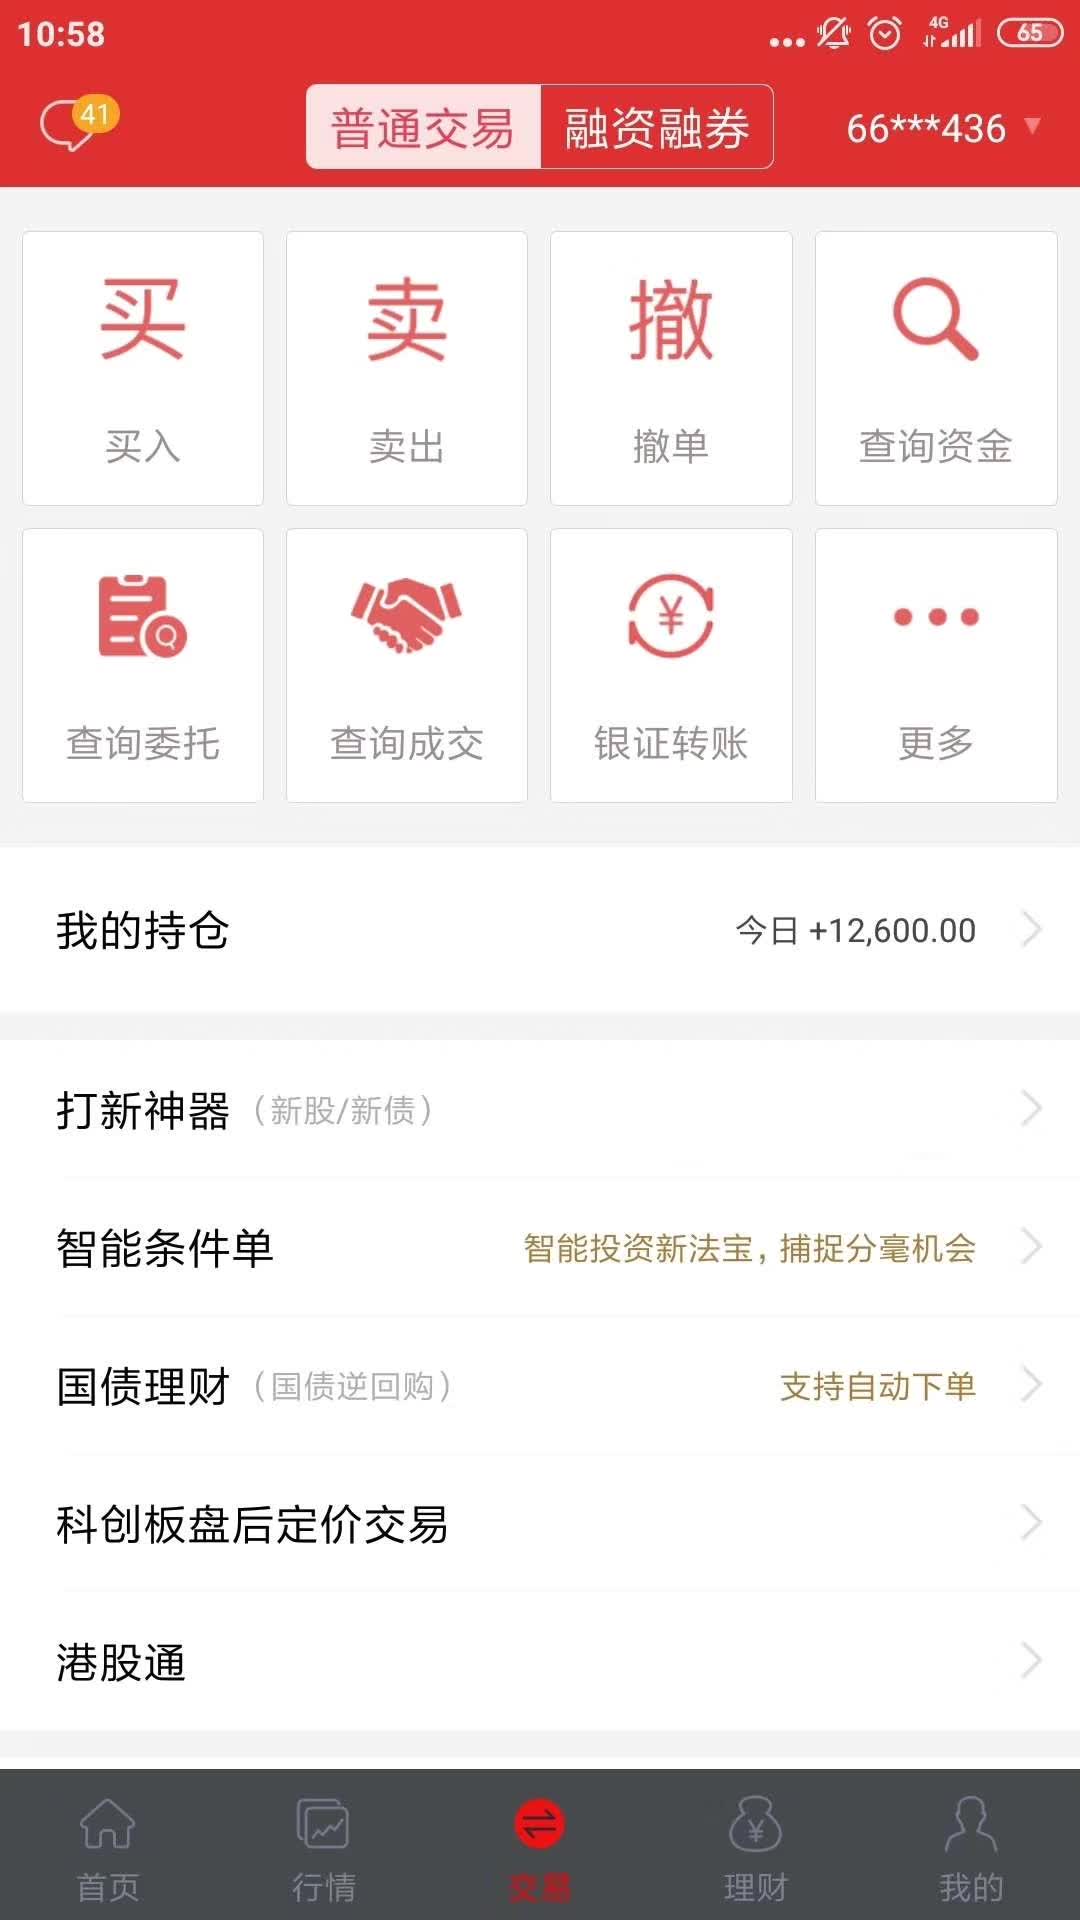 10:58
4G
65
41
普通交易
融资融券
66***436
买
卖
撤
买入
卖出
撤单
查询资金
查询委托
查询成交
银证转账
更多
我的持仓
今日 +12,600.00
打新神器（新股/新债）
智能条件单
智能投资新法宝，捕捉分毫机会
国债理财（国债逆回购）
支持自动下单
科创板盘后定价交易
港股通
首页
行情
交易
理财
我的